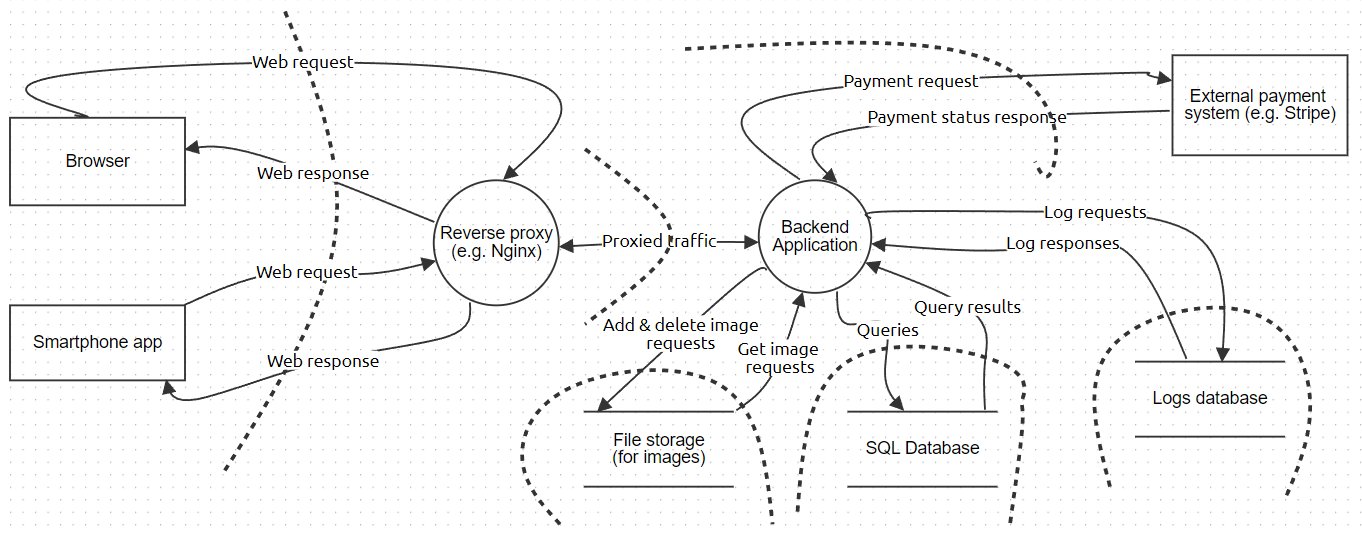 Web request
Payment request
External payment
system (e.g. Stripe)
Payment status response
Browser
Web response
Log requests
Reverse proxy
(e.g. Nginx)
Proxied traffic
Backend
Application
Log responses
Web request
Query results
Smartphone app
Add & delete image
requests
Queries
Get image
requests
Web response
Logs database
File storage
(for images)
SQL Database